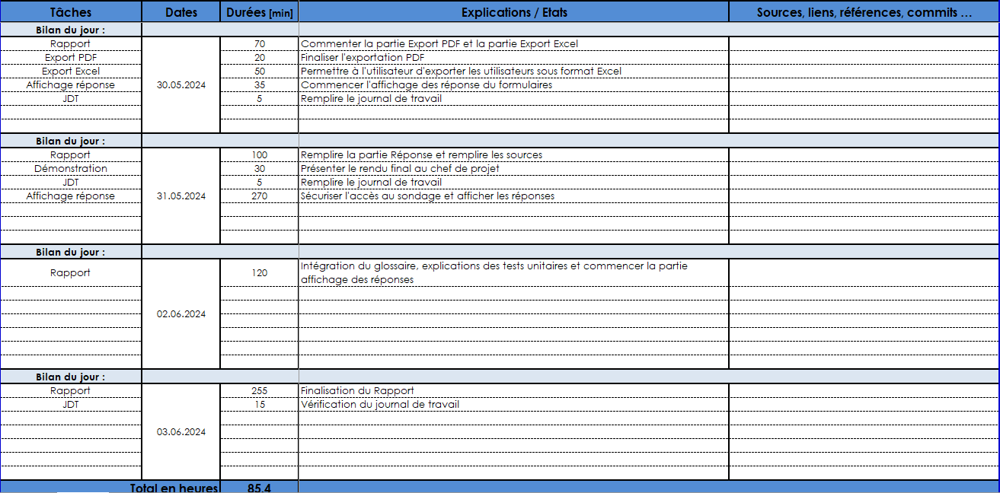 Tâches Dates Durées [min] Explications / Etats Sources, liens, références, commits ...
Bilan du jour :
Rapport 70 Commenter la partie Export PDF et la partie Export Excel
Export PDF 20 Finaliser l'exportation PDF
Export Excel 50 Permettre à l'utilisateur d'exporter les utilisateurs sous format Excel
Affichage réponse 30.05.2024 35 Commencer l'affichage des réponse du formulaires
JDT 5 Remplire le journal de travail
Bilan du jour :
Rapport 100 Remplire la partie Réponse et remplire les sources
Démonstration 30 Présenter le rendu final au chef de projet
JDT 5 Remplire le journal de travail
Affichage réponse 31.05.2024 270 Sécuriser l'accès au sondage et afficher les réponses
Bilan du jour :
Rapport 120 Intégration du glossaire, explications des tests unitaires et commencer la partie
affichage des réponses
02.06.2024
Bilan du jour :
Rapport 255 Finalisation du Rapport
JDT 15 Vérification du journal de travail
03.06.2024
Total en heures 85.4